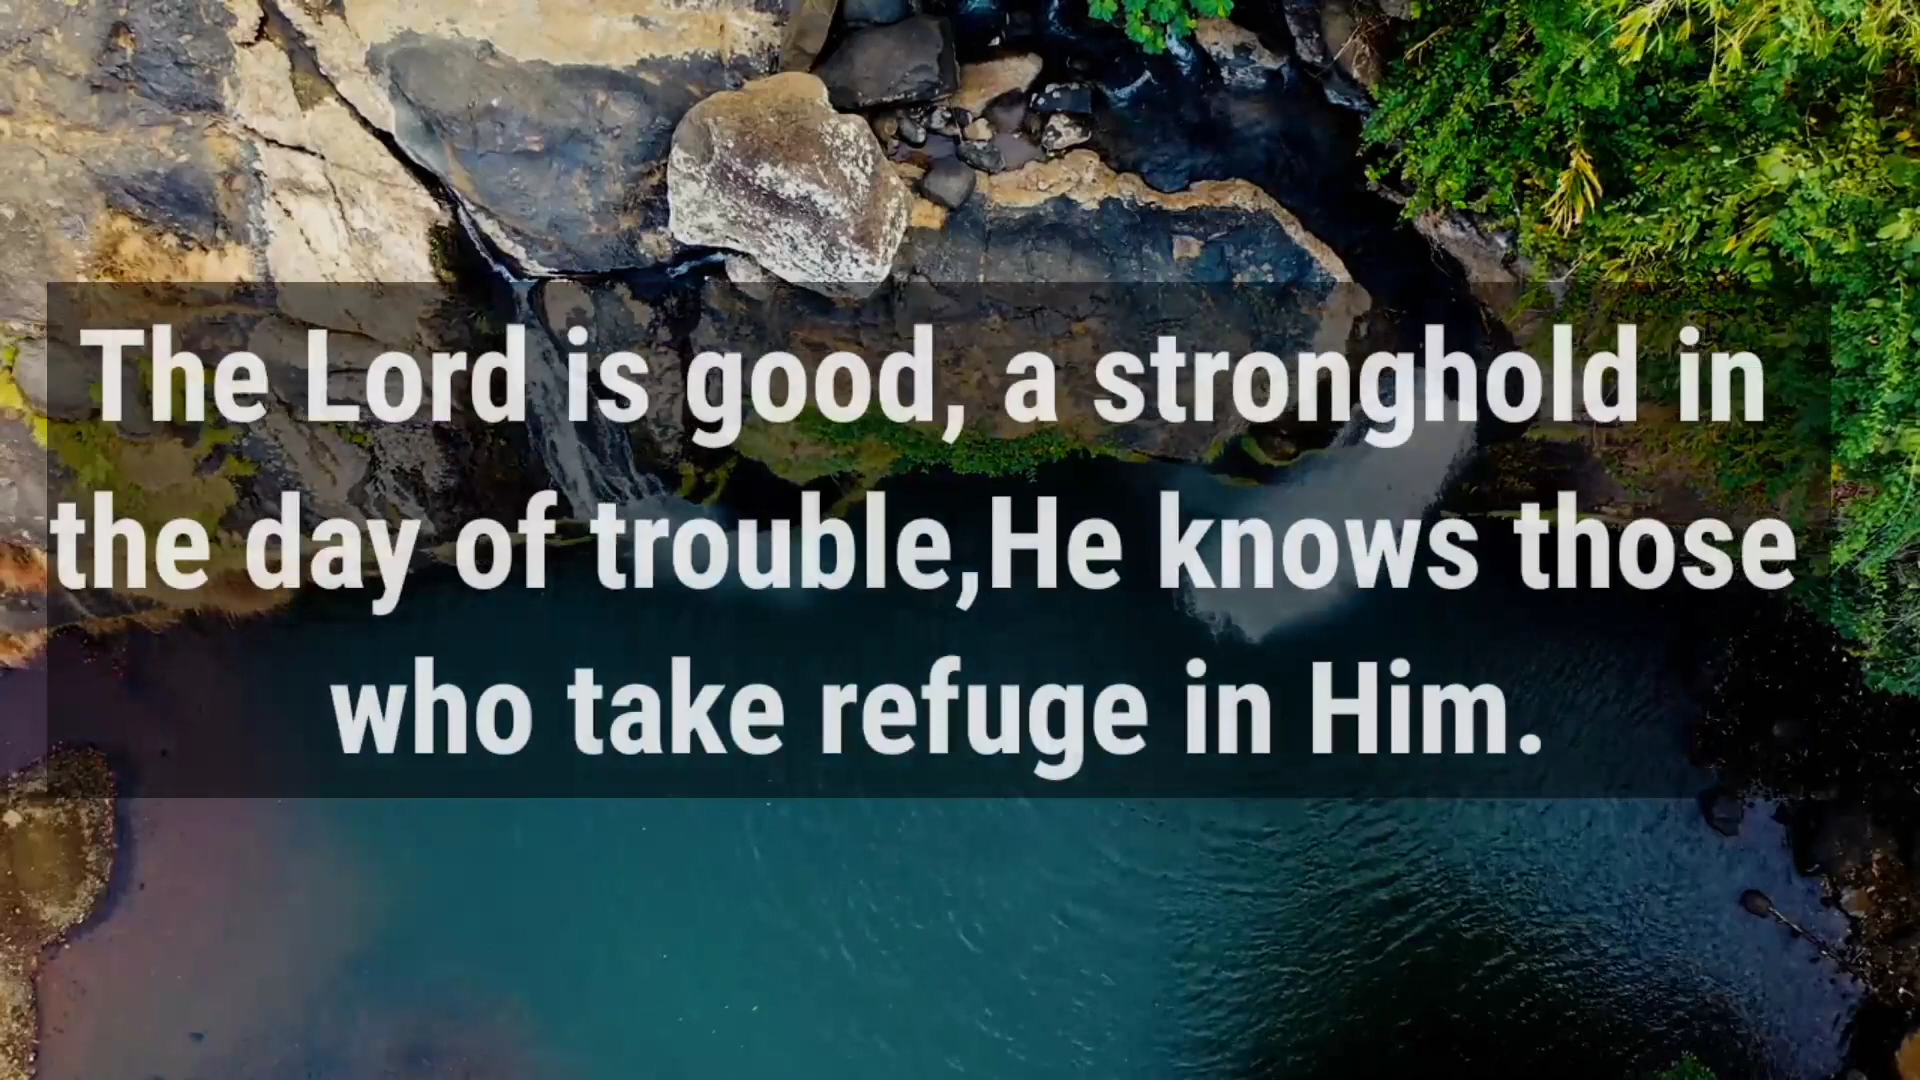 The Lord is good, a stronghold in
the day of trouble,He knows those
who take refuge in Him.